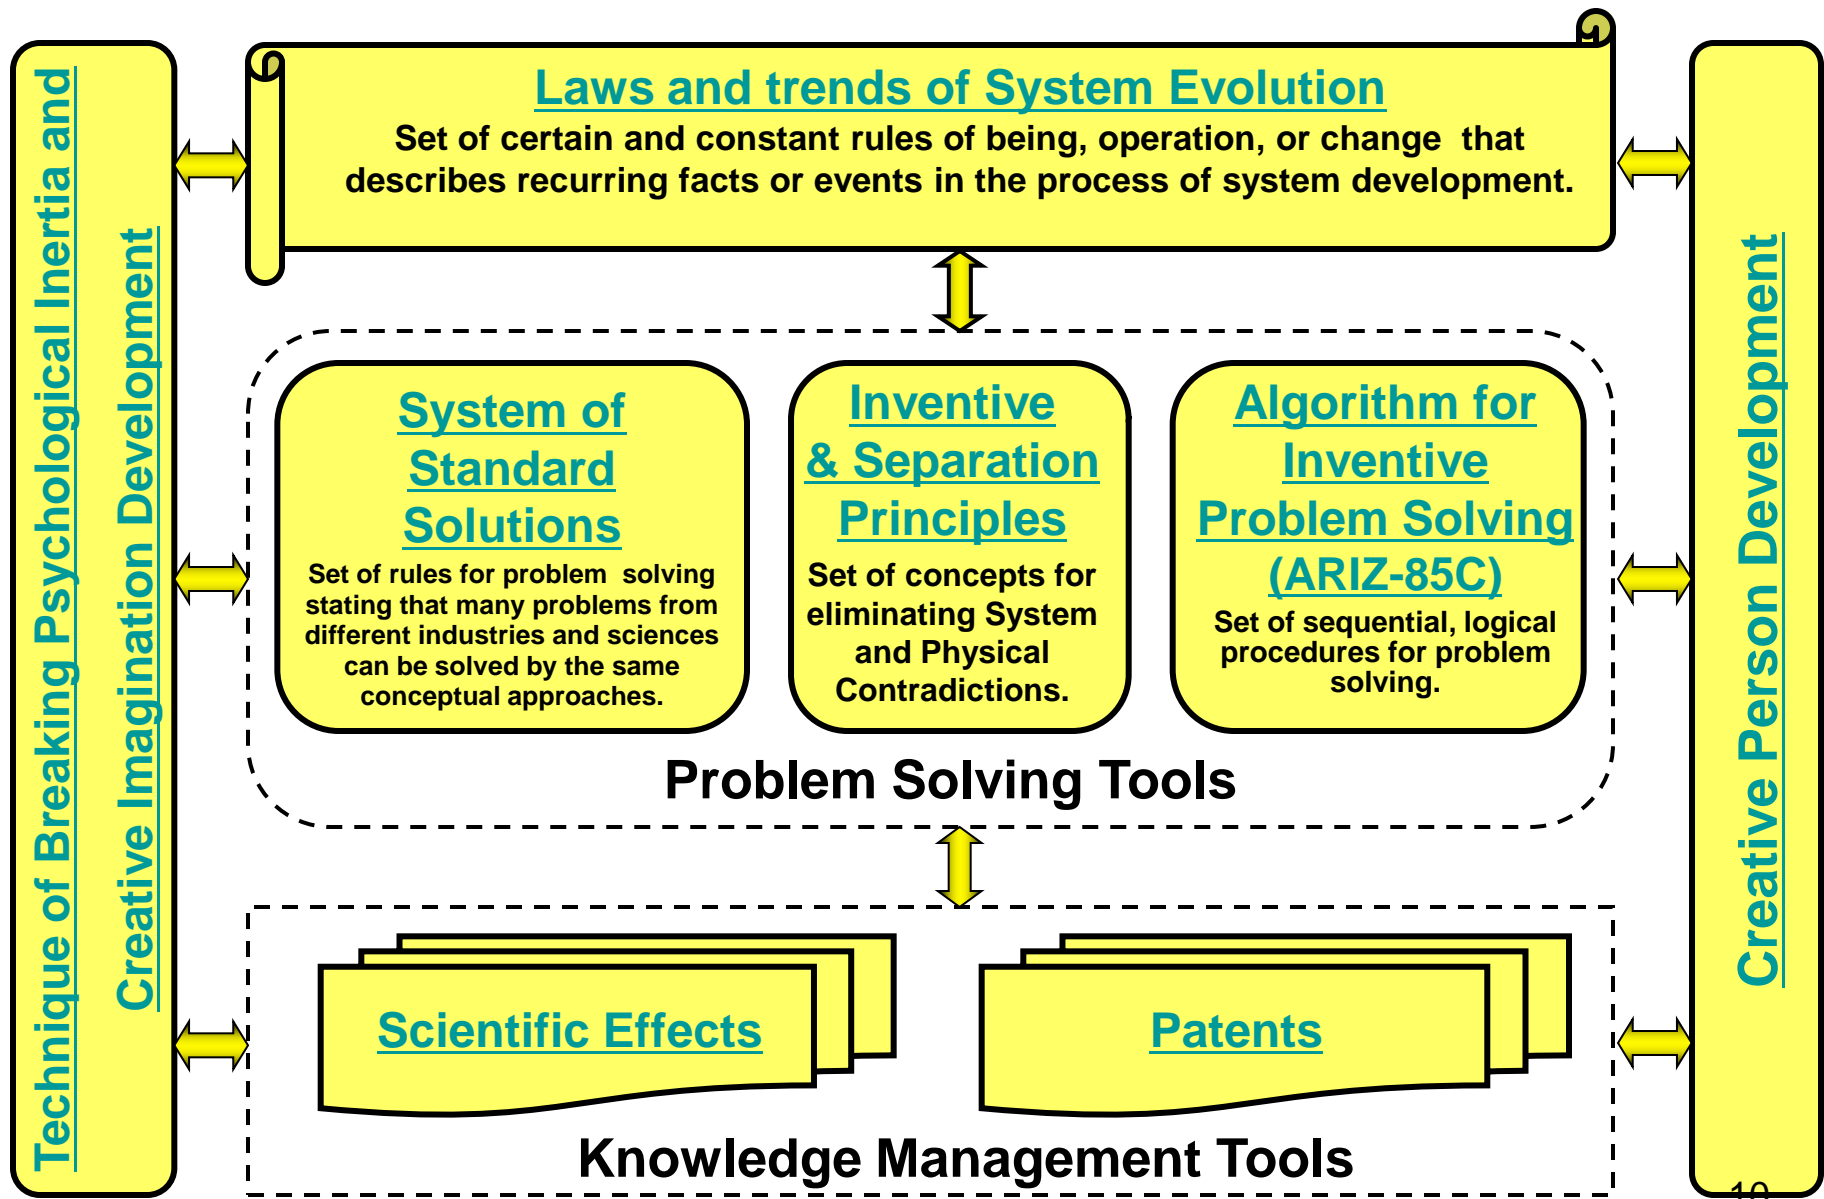 Technique of Breaking Psychological Inertia and
Creative Imagination Development
Laws and trends of System Evolution
Set of certain and constant rules of being, operation, or change that
describes recurring facts or events in the process of system development.
System of
Standard
Solutions
Set of rules for problem solving
stating that many problems from
different industries and sciences
can be solved by the same
conceptual approaches.
Inventive
& Separation
Principles
Set of concepts for
eliminating System
and Physical
Contradictions.
Algorithm for
Inventive
Problem Solving
(ARIZ-85C)
Set of sequential, logical
procedures for problem
solving.
Problem Solving Tools
Scientific Effects
Patents
Knowledge Management Tools
Creative Person Development
10